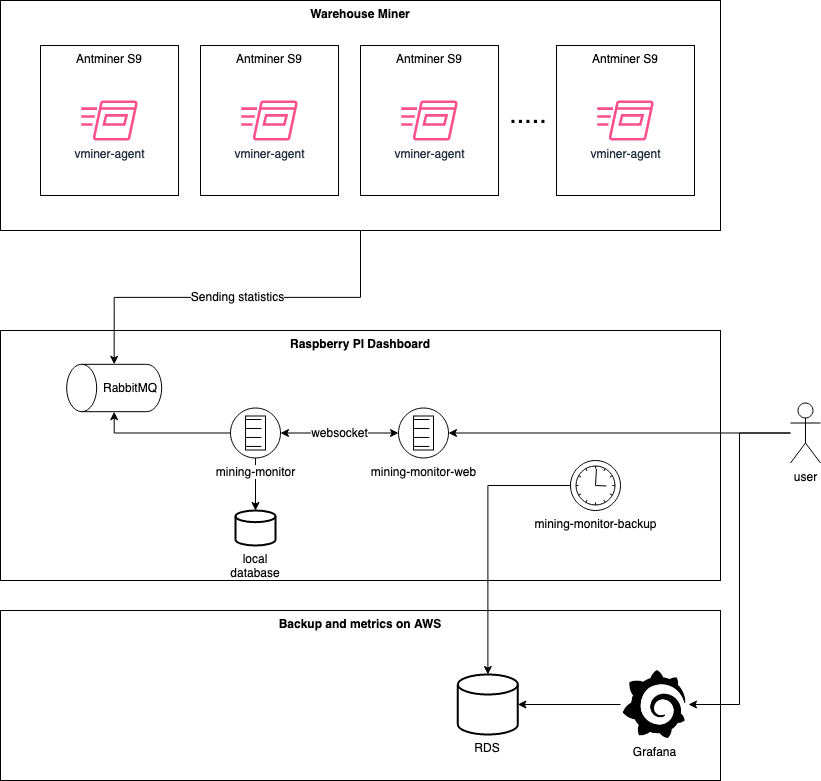 Warehouse Miner
Antminer S9
Antminer S9
Antminer S9
Antminer S9
.....
vminer-agent
vminer-agent
vminer-agent
vminer-agent
Sending statistics
Raspberry PI Dashboard
RabbitMQ
websocket
mining-monitor
mining-monitor-web
user
mining-monitor-backup
local
database
Backup and metrics on AWS
RDS
Grafana